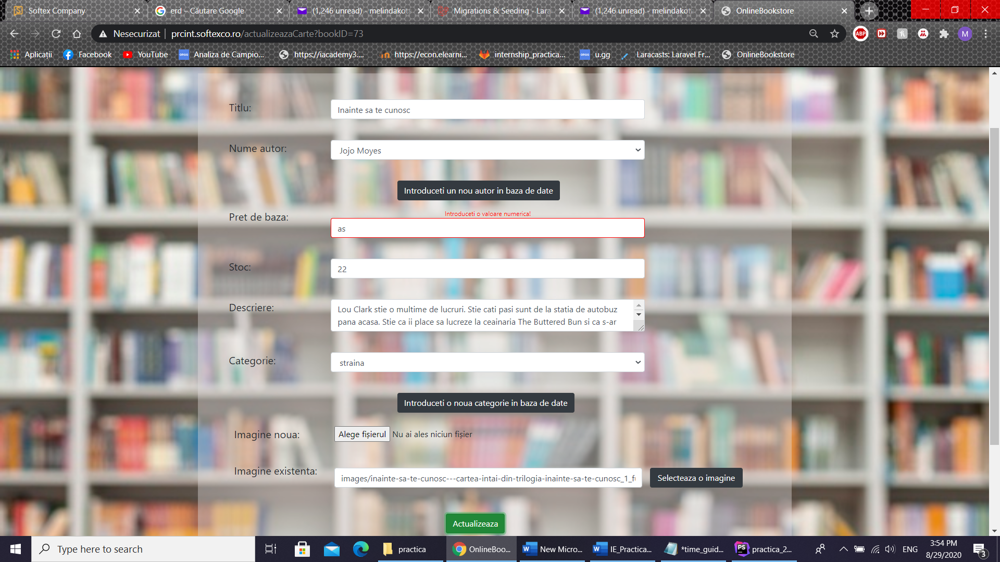 Softex Company
erd – Căutare Google
(1,246 unread) - melindakota
Migrations & Seeding - Lara
(1,246 unread) - melindakot
OnlineBookstore
Nesecurizat | prcint.softexco.ro/actualizeazaCarte?bookID=73
ABP
M
Aplicații
Facebook
YouTube
OPGG
Analiza de Campio...
https://iacademy3....
https://econ.elearni...
internship_practica...
OPGG
u.gg
Laracasts: Laravel Fr...
OnlineBookstore
Titlu:
Inainte sa te cunosc
Nume autor:
Jojo Moyes
Introduceti un nou autor in baza de date
Pret de baza:
Introduceti o valoare numerica!
as
Stoc:
22
Descriere:
Lou Clark stie o multime de lucruri. Stie cati pasi sunt de la statia de autobuz
pana acasa. Stie ca ii place sa lucreze la ceainaria The Buttered Bun si ca s-ar
Categorie:
straina
Introduceti o noua categorie in baza de date
Imagine noua:
Alege fișierul Nu ai ales niciun fișier
Imagine existenta:
images/inainte-sa-te-cunosc---cartea-intai-din-trilogia-inainte-sa-te-cunosc_1_fu
Selecteaza o imagine
Actualizeaza
Type here to search
practica
OnlineBoo...
New Micro...
IE_Practica...
*time_guid...
PS
practica_2...
ENG
3:54 PM
8/29/2020
3